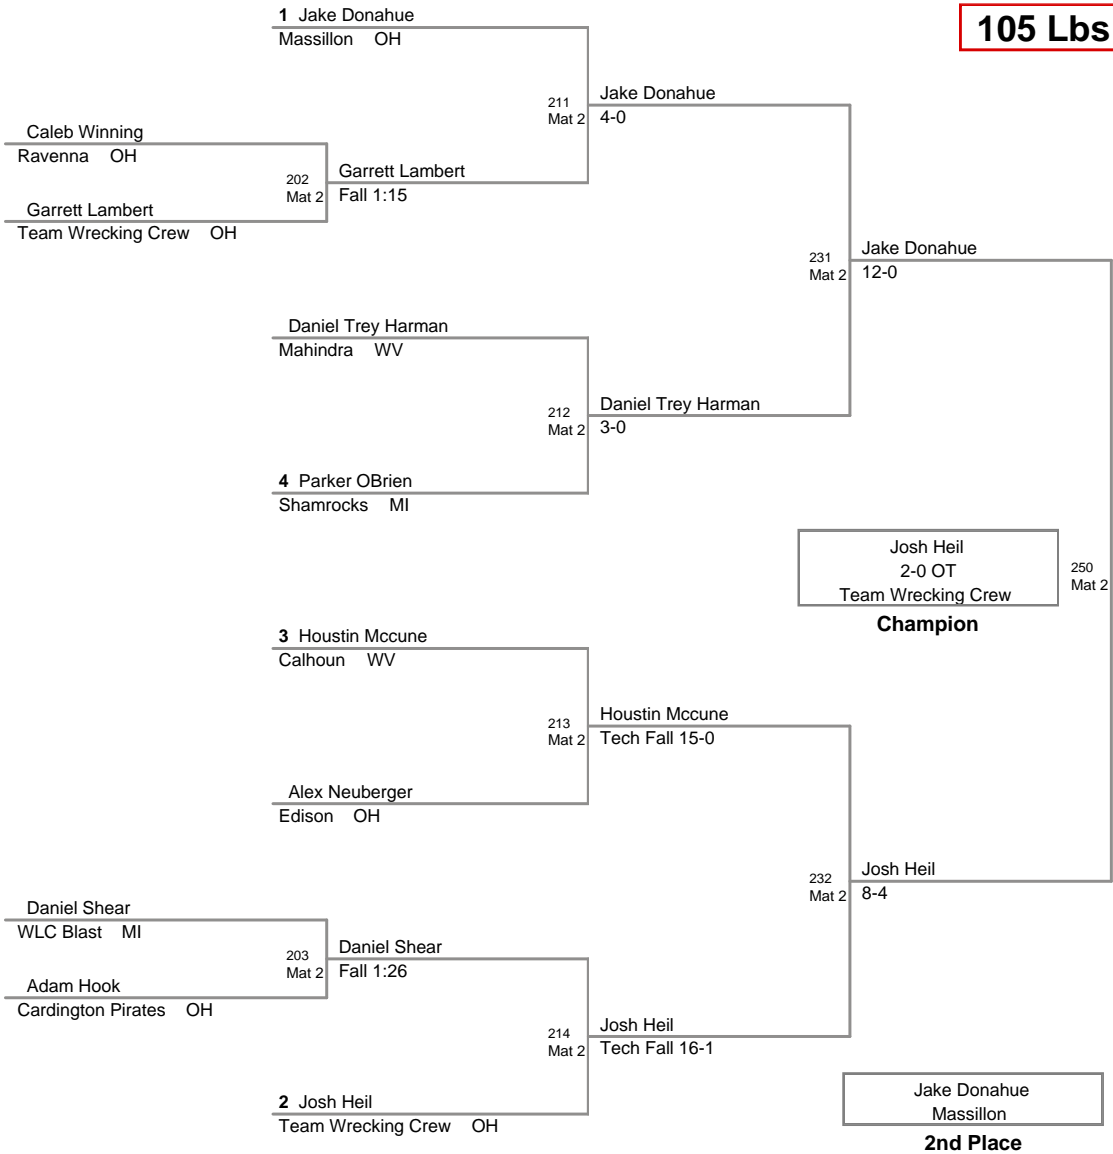 105 Lbs
1 Jake Donahue
Massillon OH
211
Mat 2
Jake Donahue
4-0
Caleb Winning
Ravenna OH
202
Mat 2
Garrett Lambert
Fall 1:15
Garrett Lambert
Team Wrecking Crew OH
231
Mat 2
Jake Donahue
12-0
Daniel Trey Harman
Mahindra WV
212
Mat 2
Daniel Trey Harman
3-0
4 Parker OBrien
Shamrocks MI
Josh Heil
2-0 OT
Team Wrecking Crew
Champion
250
Mat 2
3 Houstin Mccune
Calhoun WV
213
Mat 2
Houstin Mccune
Tech Fall 15-0
Alex Neuberger
Edison OH
232
Mat 2
Josh Heil
8-4
Daniel Shear
WLC Blast MI
203
Mat 2
Daniel Shear
Fall 1:26
Adam Hook
Cardington Pirates OH
214
Mat 2
Josh Heil
Tech Fall 16-1
2 Josh Heil
Team Wrecking Crew OH
Jake Donahue
Massillon
2nd Place